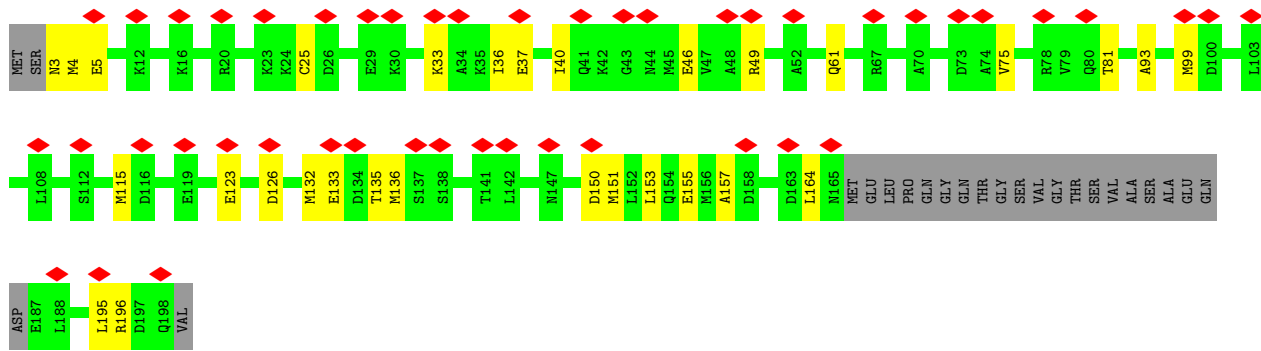 MET SER N3 M4 E5 K12 K16 R20 K23 K24 C25 D26 E29 K30 K33 A34 K35 I36 E37 I40 Q41 K42 G43 N44 M45 E46 V47 A48 R49 A52 Q61 R67 A70 D73 A74 V75 R78 V79 Q80 T81 A93 M99 D100 L103
L108 S112 M115 D116 E119 E123 D126 M132 E133 D134 T135 M136 S137 S138 T141 L142 N147 D150 M151 L152 L153 Q154 E155 M156 A157 D158 D163 L164 N165 MET GLU LEU PRO GLN GLY GLN THR GLY SER VAL GLY THR SER VAL ALA SER ALA GLU GLN
ASP E187 L188 L195 R196 D197 Q198 VAL